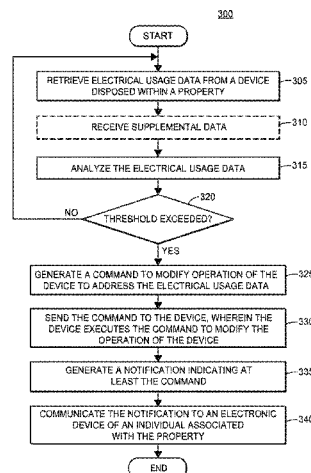 300
START
RETRIEVE ELECTRICAL USAGE DATA FROM A DEVICE
DISPOSED WITHIN A PROPERTY
305
RECEIVE SUPPLEMENTAL DATA
310
ANALYZE THE ELECTRICAL USAGE DATA
315
320
THRESHOLD EXCEEDED?
NO
YES
GENERATE A COMMAND TO MODIFY OPERATION OF THE
DEVICE TO ADDRESS THE ELECTRICAL USAGE DATA
325
SEND THE COMMAND TO THE DEVICE, WHEREIN THE
DEVICE EXECUTES THE COMMAND TO MODIFY THE
OPERATION OF THE DEVICE
330
GENERATE A NOTIFICATION INDICATING AT
LEAST THE COMMAND
335
COMMUNICATE THE NOTIFICATION TO AN ELECTRONIC
DEVICE OF AN INDIVIDUAL ASSOCIATED
WITH THE PROPERTY
340
END